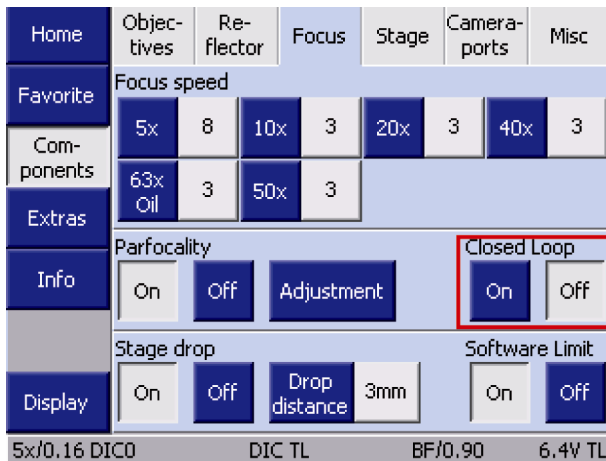 Home
Objec-
tives
Re-
flector
Focus
Stage
Camera-
ports
Misc
Favorite
Com-
ponents
Extras
Info
Display
Focus speed
5x 8 10x 3 20x 3 40x 3
63x
Oil 3 50x 3
Parfocality
On Off Adjustment
Closed Loop
On Off
Stage drop
On Off Drop
distance 3mm
Software Limit
On Off
5x/0.16 DIC0 DIC TL BF/0.90 6.4V TL